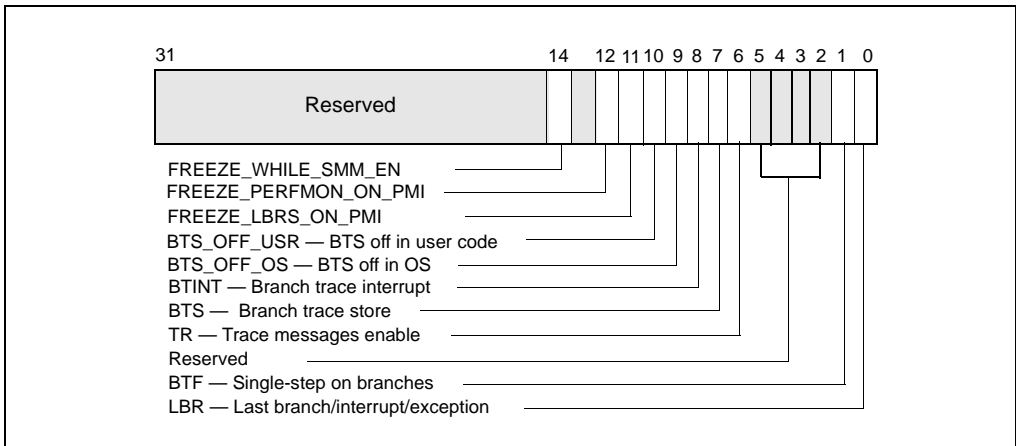 31 14 12 11 10 9 8 7 6 5 4 3 2 1 0
Reserved
FREEZE_WHILE_SMM_EN
FREEZE_PERFMON_ON_PMI
FREEZE_LBRS_ON_PMI
BTS_OFF_USR — BTS off in user code
BTS_OFF_OS — BTS off in OS
BTINT — Branch trace interrupt
BTS — Branch trace store
TR — Trace messages enable
Reserved
BTF — Single-step on branches
LBR — Last branch/interrupt/exception